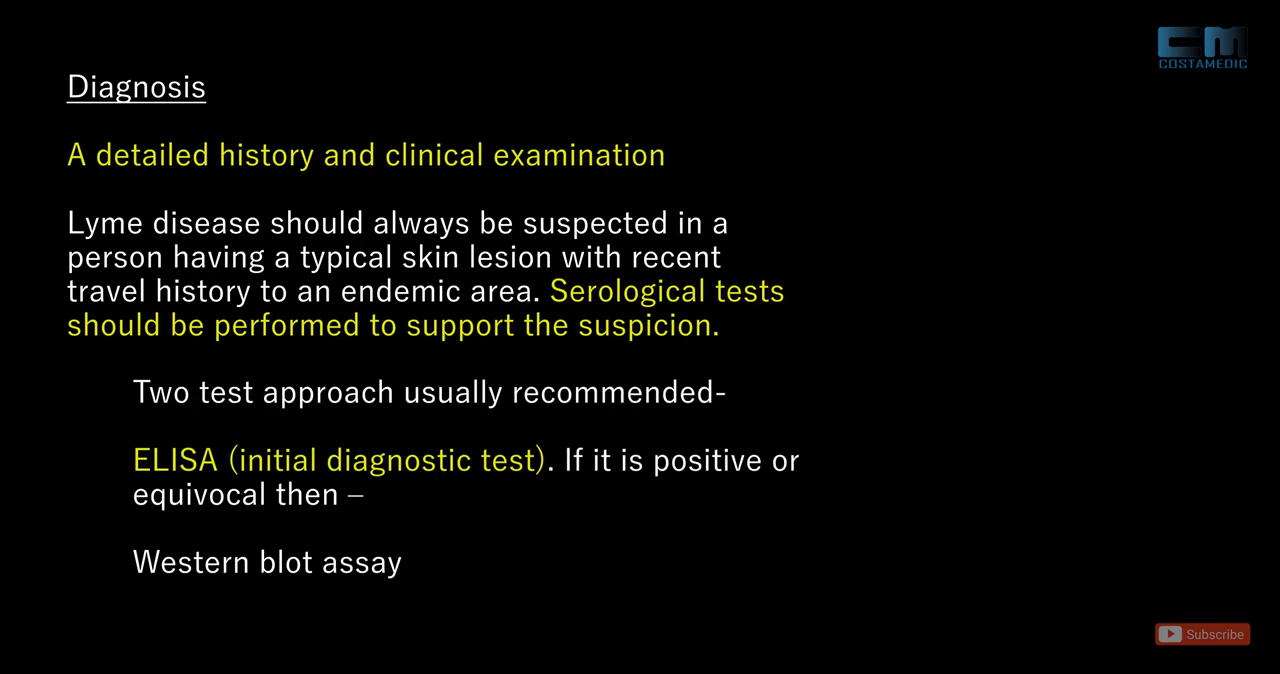 CM
COSTAMEDIC
Diagnosis
A detailed history and clinical examination
Lyme disease should always be suspected in a
person having a typical skin lesion with recent
travel history to an endemic area. Serological tests
should be performed to support the suspicion.
Two test approach usually recommended-
ELISA (initial diagnostic test). If it is positive or
equivocal then –
Western blot assay
Subscribe